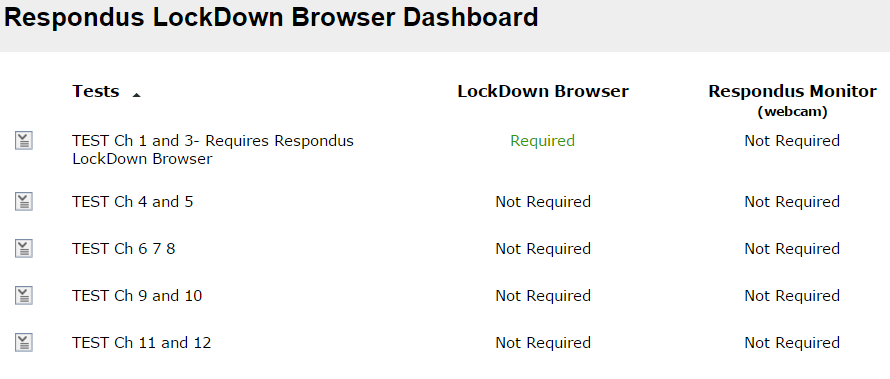 Respondus LockDown Browser Dashboard
Tests LockDown Browser Respondus Monitor
(webcam)
TEST Ch 1 and 3- Requires Respondus Required Not Required
LockDown Browser
TEST Ch 4 and 5 Not Required Not Required
TEST Ch 6 7 8 Not Required Not Required
TEST Ch 9 and 10 Not Required Not Required
TEST Ch 11 and 12 Not Required Not Required